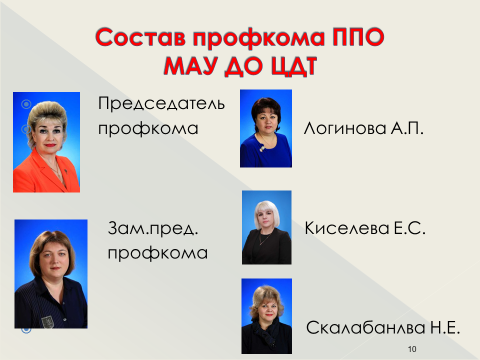 Состав профкома ППО
МАУ ДО ЦДТ
Председатель
профкома
Логинова А.П.
Зам.пред.
профкома
Киселева Е.С.
Скалабанлва Н.Е.
10